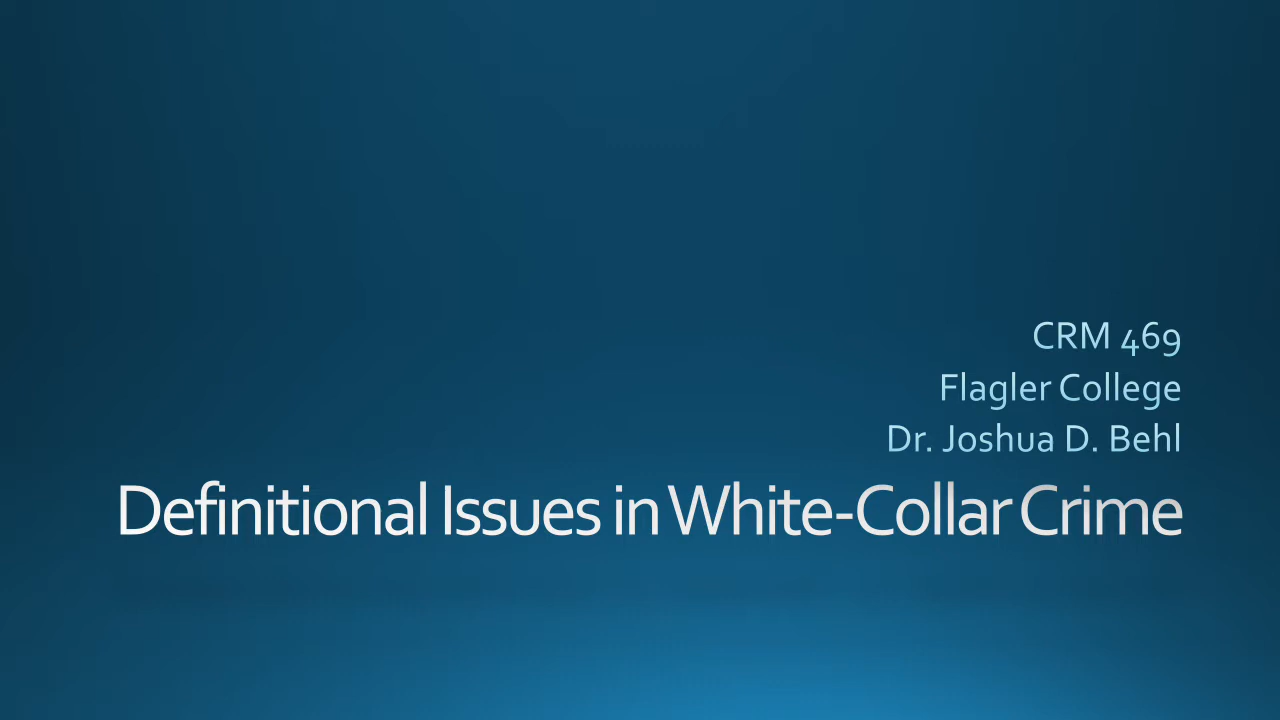 CRM 469
Flagler College
Dr. Joshua D. Behl
Definitional Issues in White-Collar Crime